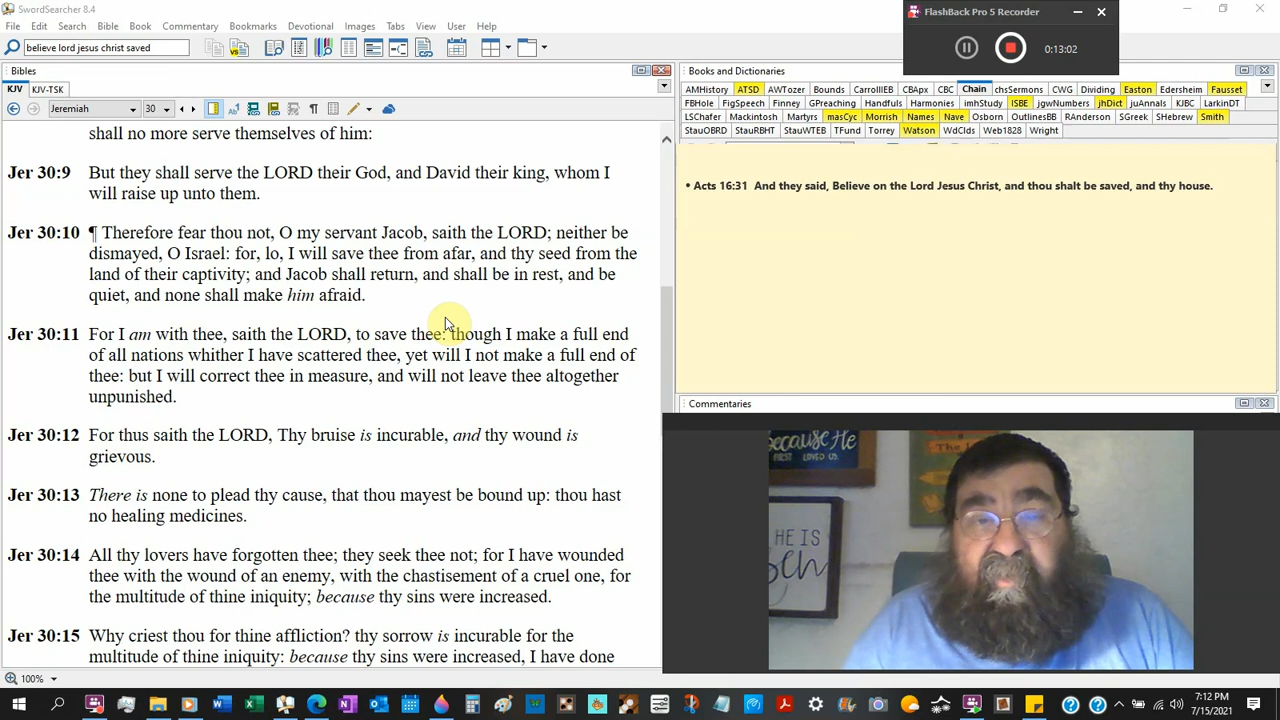 SwordSearcher 8.4
File Edit Search Bible Book Commentary Bookmarks Devotional Images Tabs View User Help
believe lord jesus christ saved
FlashBack Pro 5 Recorder
0:13:02
Bibles
KJV KJV-TSK
Jeremiah 30
shall no more serve themselves of him:
Jer 30:9 But they shall serve the LORD their God, and David their king, whom I
will raise up unto them.
Jer 30:10 ¶ Therefore fear thou not, O my servant Jacob, saith the LORD; neither be
dismayed, O Israel: for, lo, I will save thee from afar, and thy seed from the
land of their captivity; and Jacob shall return, and shall be in rest, and be
quiet, and none shall make him afraid.
Jer 30:11 For I am with thee, saith the LORD, to save thee: though I make a full end
of all nations whither I have scattered thee, yet will I not make a full end of
thee: but I will correct thee in measure, and will not leave thee altogether
unpunished.
Jer 30:12 For thus saith the LORD, Thy bruise is incurable, and thy wound is
grievous.
Jer 30:13 There is none to plead thy cause, that thou mayest be bound up: thou hast
no healing medicines.
Jer 30:14 All thy lovers have forgotten thee; they seek thee not; for I have wounded
thee with the wound of an enemy, with the chastisement of a cruel one, for
the multitude of thine iniquity; because thy sins were increased.
Jer 30:15 Why criest thou for thine affliction? thy sorrow is incurable for the
multitude of thine iniquity: because thy sins were increased, I have done
100%
Books and Dictionaries
AMHistory ATSD AWTozer Bounds CarrollEB CBApx CBC Chain chsSermons CWG Dividing Easton Edersheim Fausset
FBHole FigSpeech Finney GPreaching Handfuls Harmonies imhStudy ISBE jgwNumbers jhDict juAnnals KJBC LarkinDT
LSChafer Mackintosh Martyrs masCyc Morrish Names Nave Osborn OutlinesBB RAnderson SGreek SHebrew Smith
StauOBRD StauRBHT StauWTEB TFund Torrey Watson WdClds Web1828 Wright
• Acts 16:31 And they said, Believe on the Lord Jesus Christ, and thou shalt be saved, and thy house.
Commentaries
because He
FIRST LOVED US.
HE IS
7:12 PM
7/15/2021